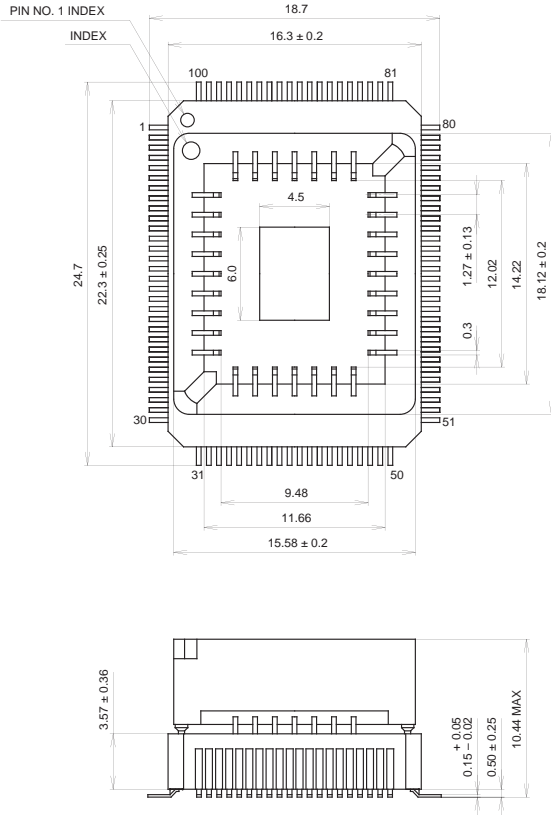 PIN NO. 1 INDEX
18.7
INDEX
16.3 ± 0.2
100
81
1
80
4.5
24.7
22.3 ± 0.25
6.0
1.27 ± 0.13
12.02
14.22
18.12 ± 0.2
0.3
30
51
31
50
9.48
11.66
15.58 ± 0.2
3.57 ± 0.36
+ 0.05
0.15 – 0.02
0.50 ± 0.25
10.44 MAX